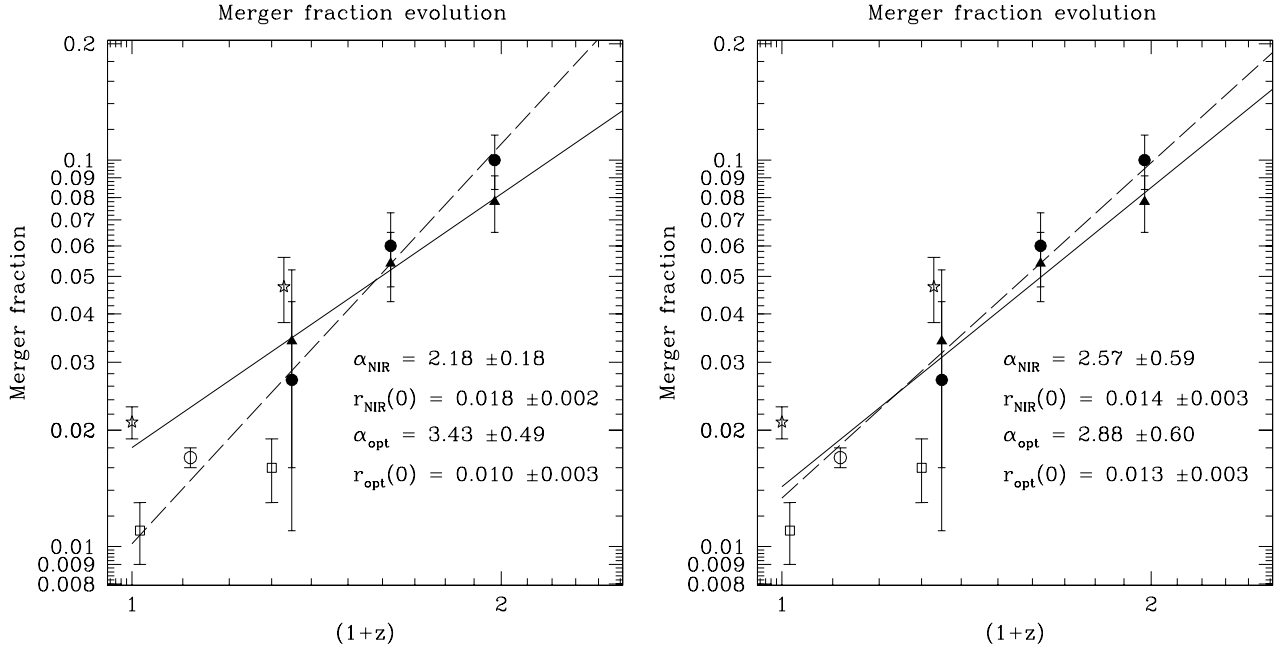 Merger fraction evolution
0.2
0.1
0.09
0.08
0.07
0.06
0.05
0.04
0.03
0.02
0.01
0.009
0.008
Merger fraction
α_NIR = 2.18 ±0.18
r_NIR(0) = 0.018 ±0.002
α_opt = 3.43 ±0.49
r_opt(0) = 0.010 ±0.003
1 2
(1+z)
Merger fraction evolution
0.2
0.1
0.09
0.08
0.07
0.06
0.05
0.04
0.03
0.02
0.01
0.009
0.008
Merger fraction
α_NIR = 2.57 ±0.59
r_NIR(0) = 0.014 ±0.003
α_opt = 2.88 ±0.60
r_opt(0) = 0.013 ±0.003
1 2
(1+z)